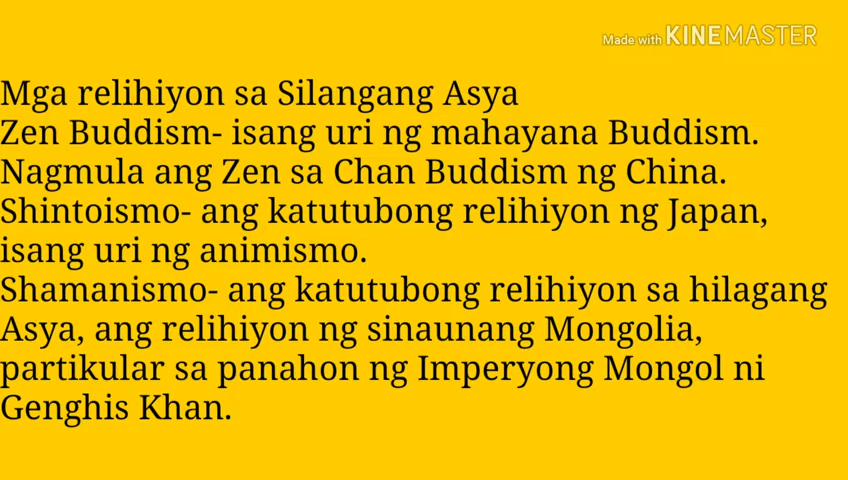 Made with KINEMASTER
Mga relihiyon sa Silangang Asya
Zen Buddism- isang uri ng mahayana Buddism.
Nagmula ang Zen sa Chan Buddism ng China.
Shintoismo- ang katutubong relihiyon ng Japan,
isang uri ng animismo.
Shamanismo- ang katutubong relihiyon sa hilagang
Asya, ang relihiyon ng sinaunang Mongolia,
partikular sa panahon ng Imperyong Mongol ni
Genghis Khan.